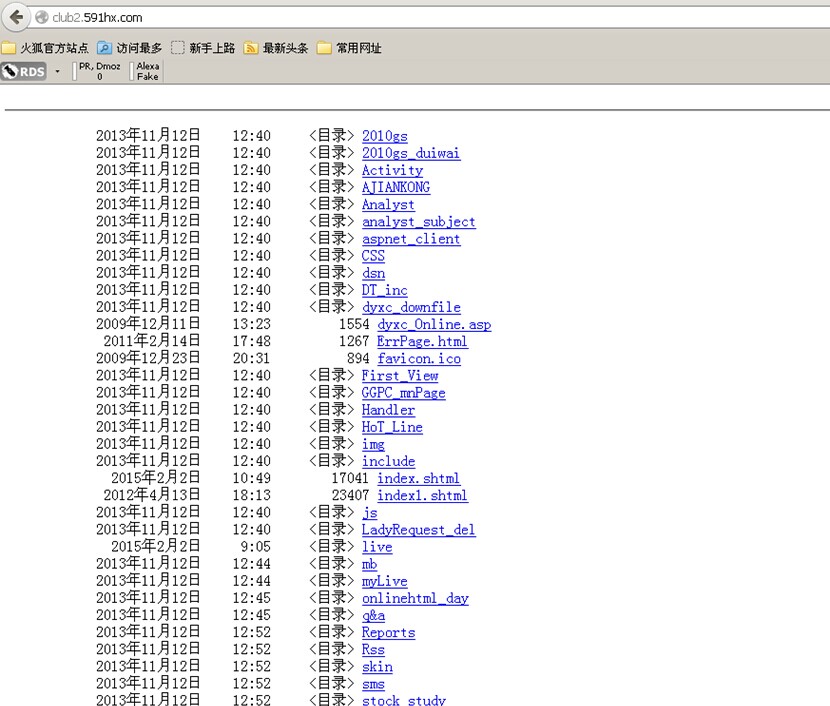 club2.591hx.com
火狐官方站点 访问最多 新手上路 最新头条 常用网址
RDS PR, Dmoz 0 Alexa Fake
2013年11月12日 12:40 <目录> 2010gs
2013年11月12日 12:40 <目录> 2010gs_duiwai
2013年11月12日 12:40 <目录> Activity
2013年11月12日 12:40 <目录> AJIANKONG
2013年11月12日 12:40 <目录> Analyst
2013年11月12日 12:40 <目录> analyst_subject
2013年11月12日 12:40 <目录> aspnet_client
2013年11月12日 12:40 <目录> CSS
2013年11月12日 12:40 <目录> dsn
2013年11月12日 12:40 <目录> DT_inc
2013年11月12日 12:40 <目录> dyxc_downfile
2009年12月11日 13:23 1554 dyxc_Online.asp
2011年2月14日 17:48 1267 ErrPage.html
2009年12月23日 20:31 894 favicon.ico
2013年11月12日 12:40 <目录> First_View
2013年11月12日 12:40 <目录> GGPC_mnPage
2013年11月12日 12:40 <目录> Handler
2013年11月12日 12:40 <目录> HoT_Line
2013年11月12日 12:40 <目录> img
2013年11月12日 12:40 <目录> include
2015年2月2日 10:49 17041 index.shtml
2012年4月13日 18:13 23407 index1.shtml
2013年11月12日 12:40 <目录> js
2013年11月12日 12:40 <目录> LadyRequest_del
2015年2月2日 9:05 <目录> live
2013年11月12日 12:44 <目录> mb
2013年11月12日 12:44 <目录> myLive
2013年11月12日 12:45 <目录> onlinehtml_day
2013年11月12日 12:45 <目录> q&a
2013年11月12日 12:52 <目录> Reports
2013年11月12日 12:52 <目录> Rss
2013年11月12日 12:52 <目录> skin
2013年11月12日 12:52 <目录> sms
2013年11月12日 12:52 <目录> stock_study